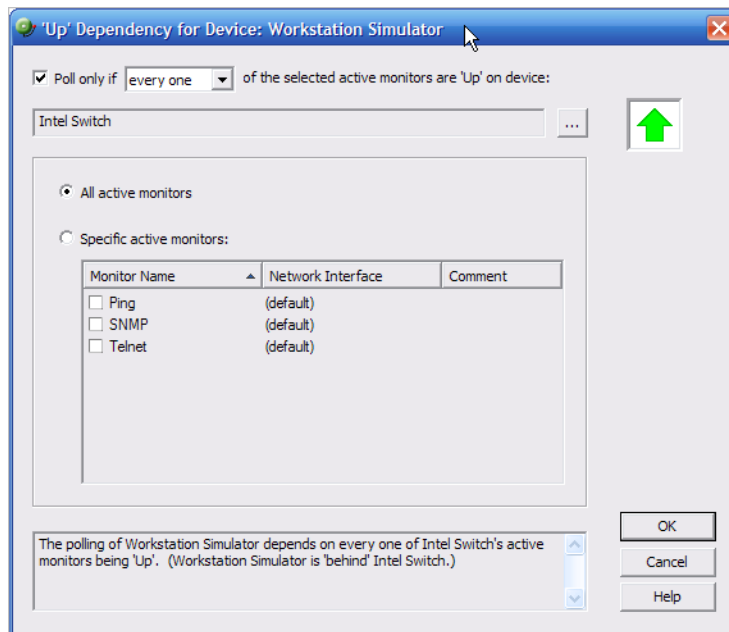 'Up' Dependency for Device: Workstation Simulator
Poll only if every one of the selected active monitors are 'Up' on device:
Intel Switch ...
All active monitors
Specific active monitors:
Monitor Name Network Interface Comment
Ping (default)
SNMP (default)
Telnet (default)
The polling of Workstation Simulator depends on every one of Intel Switch's active
monitors being 'Up'. (Workstation Simulator is 'behind' Intel Switch.)
OK
Cancel
Help